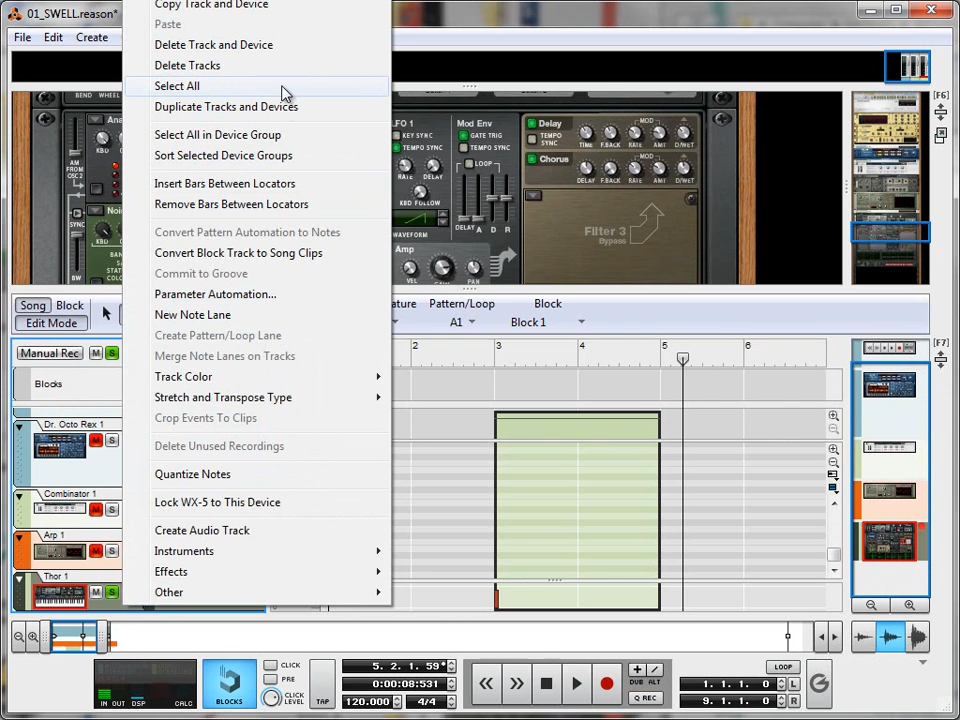 01_SWELL.reason*
File Edit Create
Copy Track and Device
Paste
Delete Track and Device
Delete Tracks
Select All
Duplicate Tracks and Devices
Select All in Device Group
Sort Selected Device Groups
Insert Bars Between Locators
Remove Bars Between Locators
Convert Pattern Automation to Notes
Convert Block Track to Song Clips
Commit to Groove
Parameter Automation...
New Note Lane
Create Pattern/Loop Lane
Merge Note Lanes on Tracks
Track Color
Stretch and Transpose Type
Crop Events To Clips
Delete Unused Recordings
Quantize Notes
Lock WX-5 to This Device
Create Audio Track
Instruments
Effects
Other
BEND WHEEL
AM FROM OSC 2
KBD
SYNC
KBD
LFO 1
KEY SYNC
TEMPO SYNC
RATE DELAY
KBD FOLLOW
WAVEFORM
Mod Env
GATE TRIG
TEMPO SYNC
LOOP
DELAY A D R
Amp
VEL GAIN PAN
Delay
TEMPO SYNC
MOD
TIME F.BACK RATE AMT D/WET
Chorus
MOD
DELAY F.BACK RATE AMT D/WET
Filter 3
Bypass
[F6]
[F7]
Song Block
Edit Mode
ature Pattern/Loop Block
A1 Block 1
Manual Rec M S
2 3 4 5 6
Blocks
Dr. Octo Rex 1
M S
Combinator 1
M S
Arp 1
M S
Thor 1
M S
IN OUT DSP CALC
BLOCKS
CLICK
PRE
CLICK LEVEL
TAP
5. 2. 1. 59*
0:00:08:531
120.000 4/4
DUB ALT
Q REC
LOOP
1. 1. 1. 0 L
9. 1. 1. 0 R